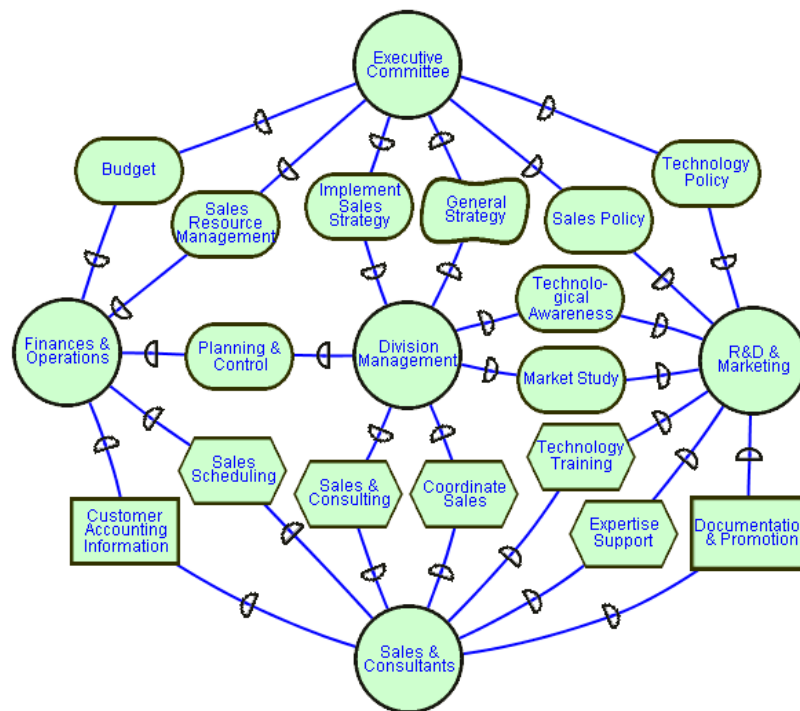 Executive
Committee
Budget
Sales
Resource
Management
Implement
Sales
Strategy
General
Strategy
Sales Policy
Technology
Policy
Finances &
Operations
Planning &
Control
Division
Management
Technolo-
gical
Awareness
Market Study
R&D &
Marketing
Sales
Scheduling
Sales &
Consulting
Coordinate
Sales
Technology
Training
Customer
Accounting
Information
Expertise
Support
Documentation
& Promotion
Sales &
Consultants